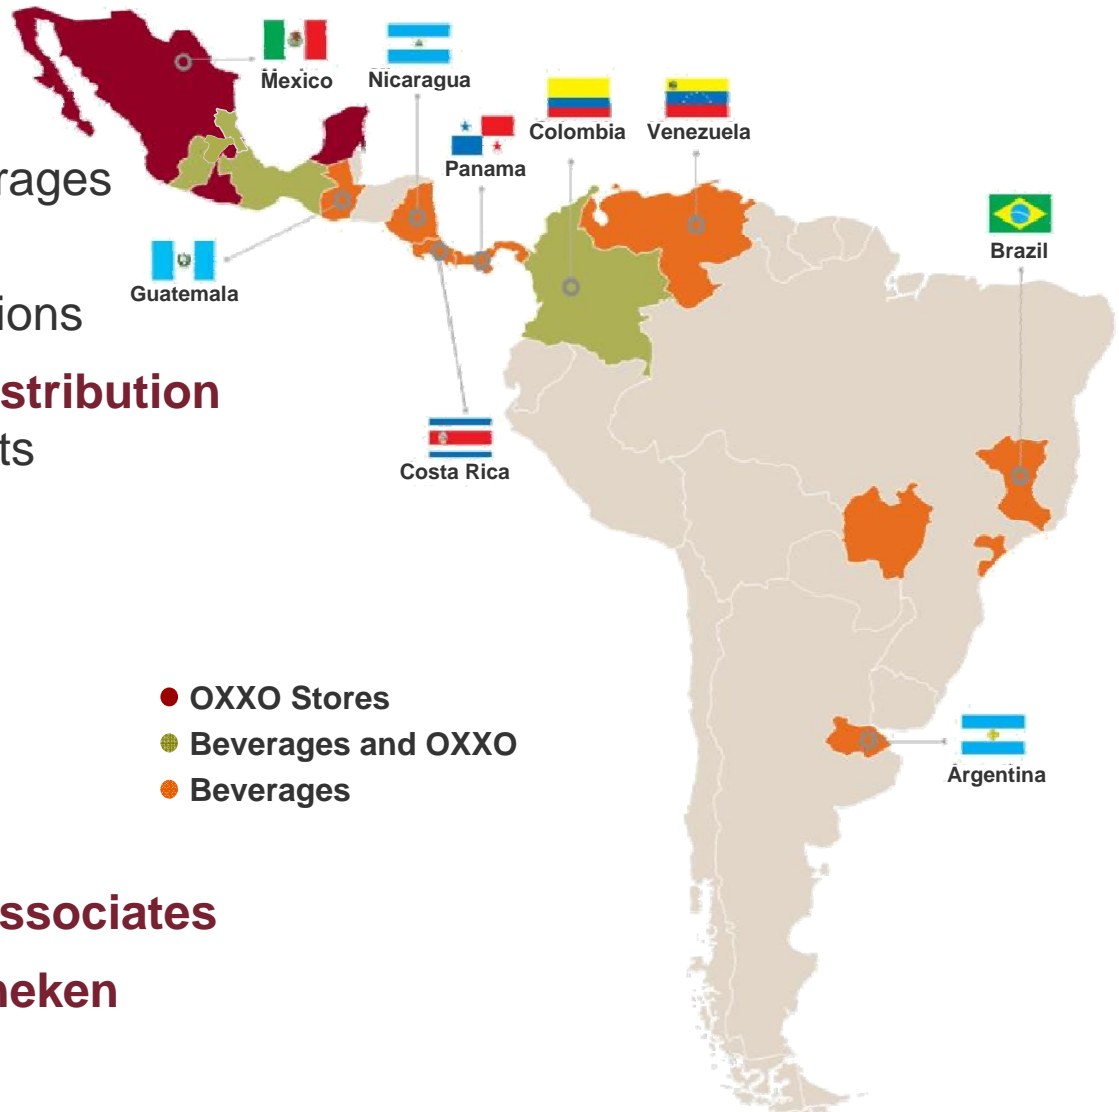 Mexico
Nicaragua
Colombia
Venezuela
Panama
rages
Brazil
Guatemala
ions
stribution
ts
Costa Rica
OXXO Stores
Beverages and OXXO
Beverages
Argentina
ssociates
neken